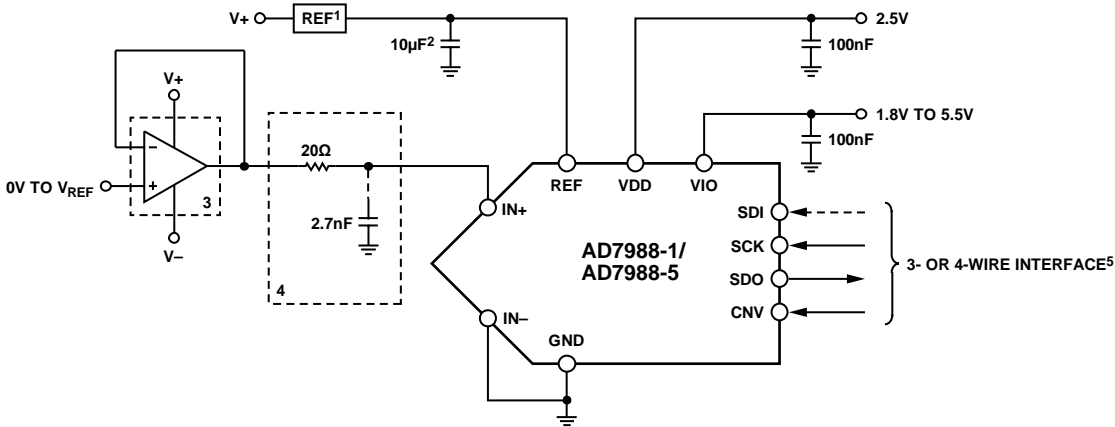 V+ REF1
10µF2
2.5V
100nF
V+
1.8V TO 5.5V
100nF
20Ω
−
+
0V TO VREF
3
V−
2.7nF
4
REF VDD VIO
IN+
SDI
AD7988-1/
AD7988-5
SCK
SDO
CNV
3- OR 4-WIRE INTERFACE5
IN−
GND